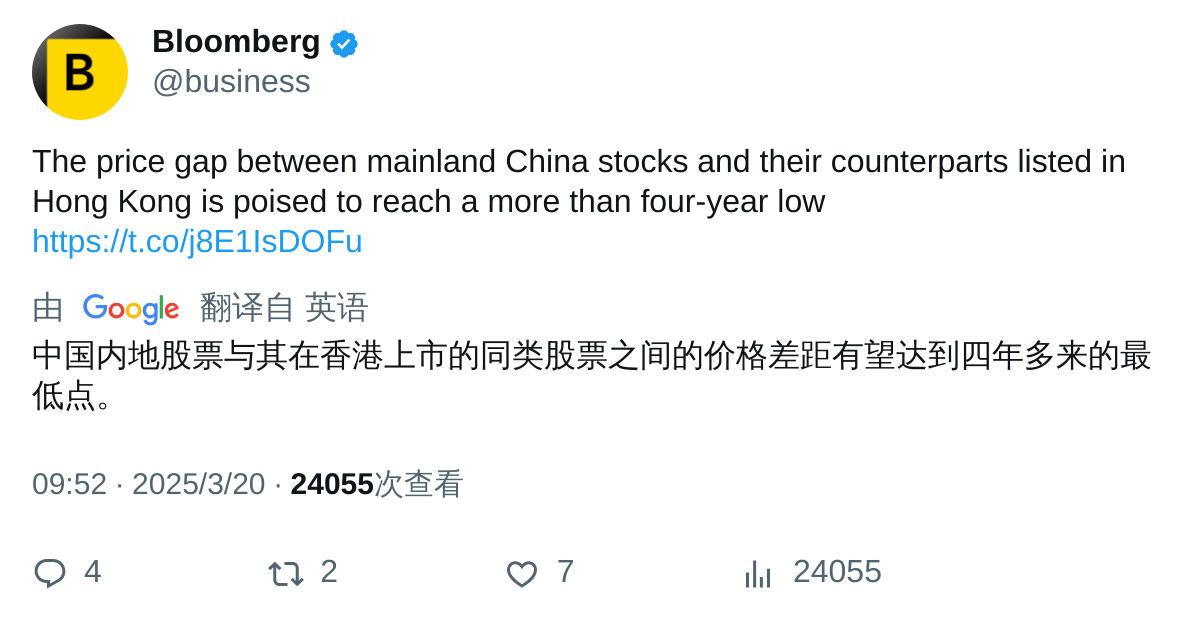 B
Bloomberg
@business
The price gap between mainland China stocks and their counterparts listed in
Hong Kong is poised to reach a more than four-year low
https://t.co/j8E1IsDOFu
由 Google 翻译自 英语
中国内地股票与其在香港上市的同类股票之间的价格差距有望达到四年多来的最
低点。
09:52 · 2025/3/20 · 24055次查看
4 2 7 24055